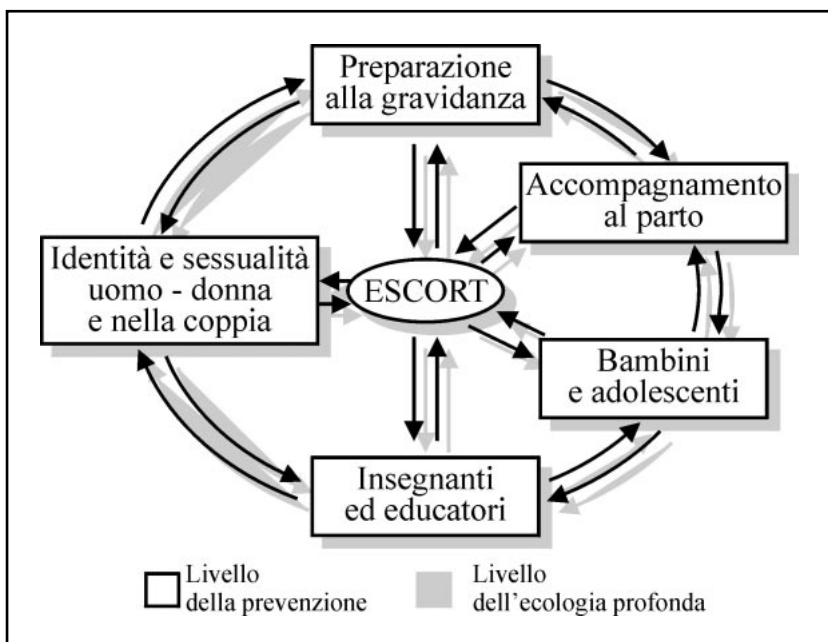 Preparazione
alla gravidanza
Accompagnamento
al parto
Identità e sessualità
uomo - donna
e nella coppia
ESCORT
Bambini
e adolescenti
Insegnanti
ed educatori
Livello
della prevenzione
Livello
dell'ecologia profonda